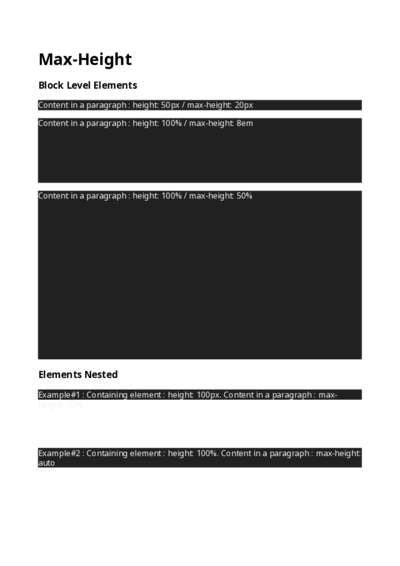 Max-Height
Block Level Elements
Content in a paragraph : height: 50px / max-height: 20px
Content in a paragraph : height: 100% / max-height: 8em
Content in a paragraph : height: 100% / max-height: 50%
Elements Nested
Example#1 : Containing element : height: 100px. Content in a paragraph : max-
Example#2 : Containing element : height: 100%. Content in a paragraph : max-height:
auto